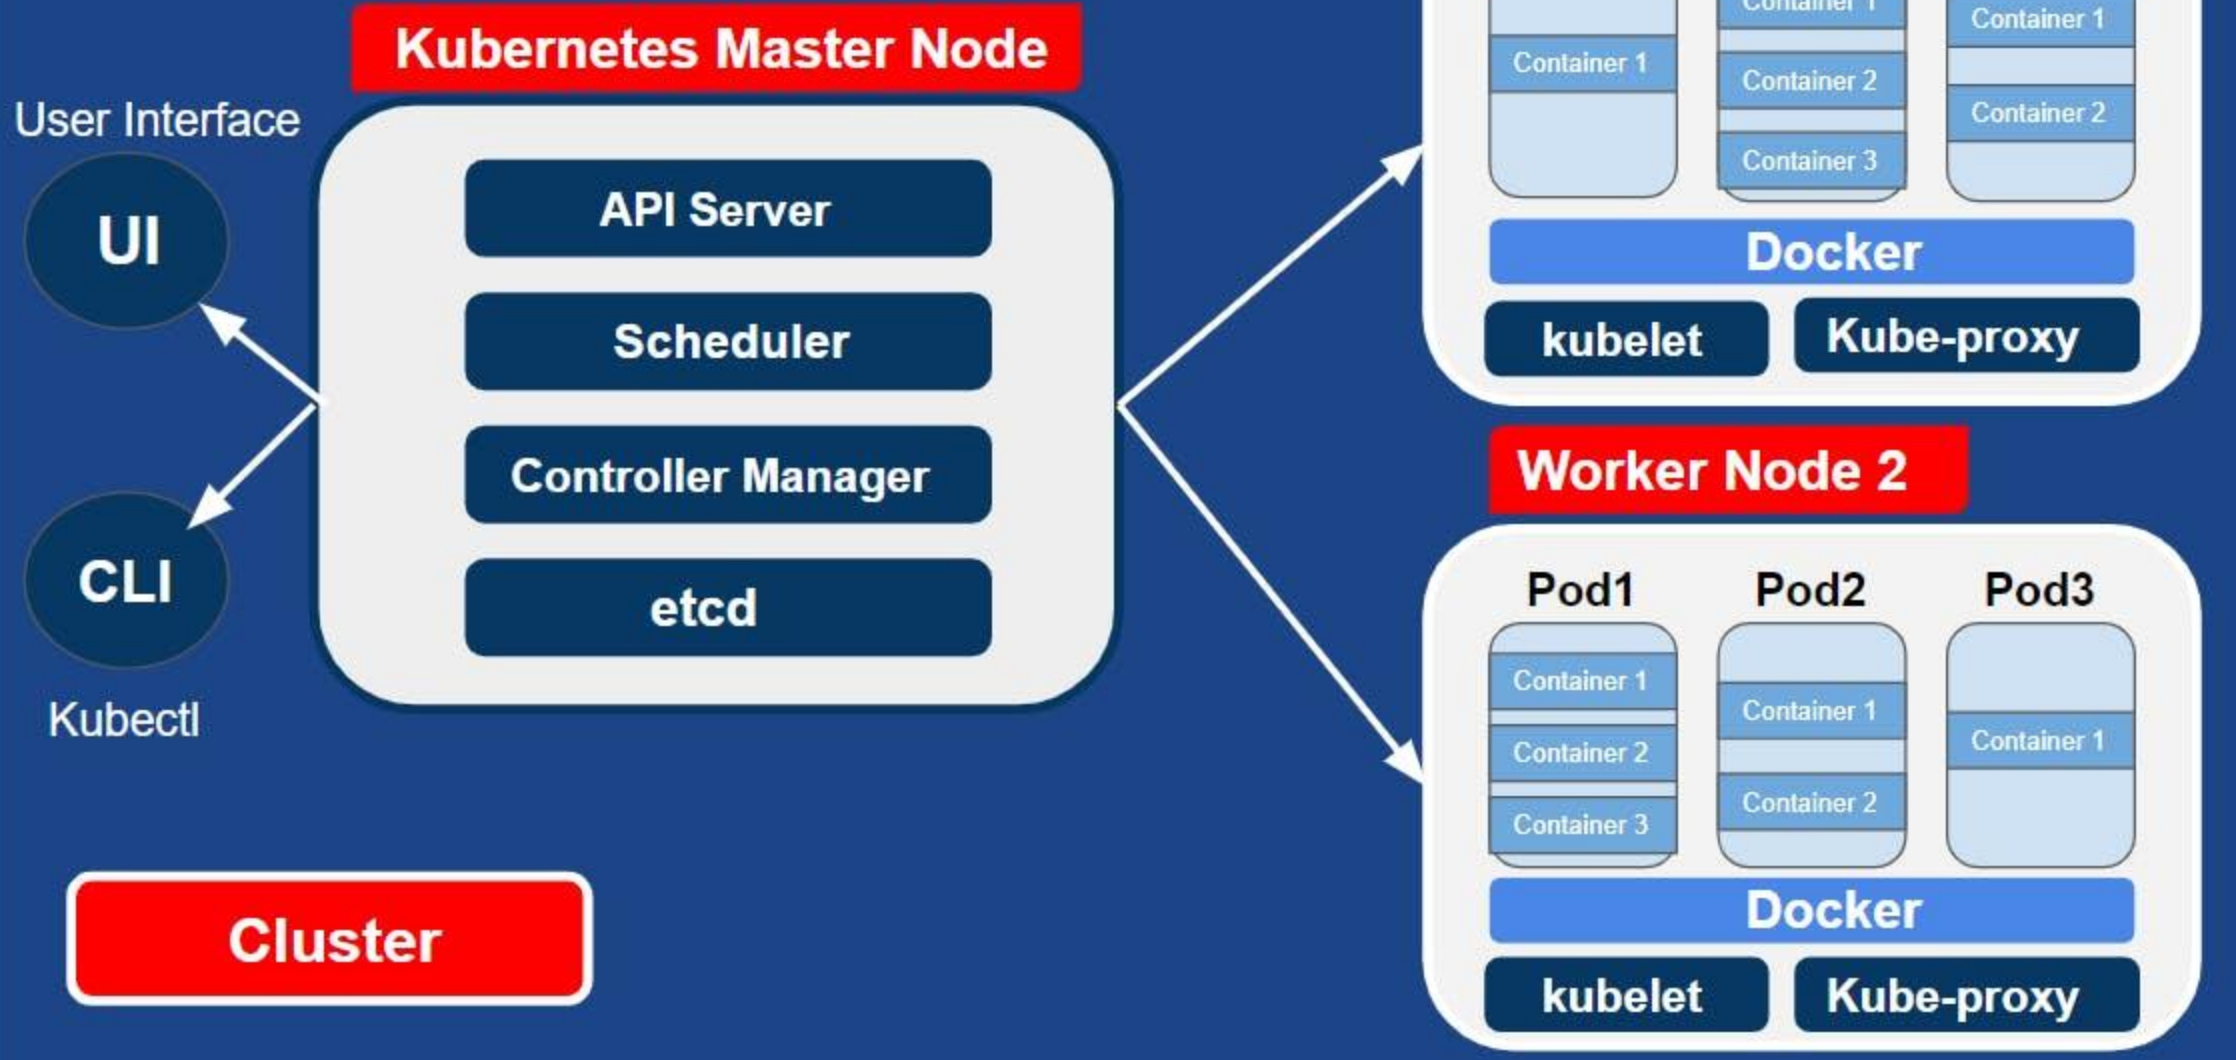 Kubernetes Master Node
User Interface
UI
API Server
Scheduler
Controller Manager
etcd
CLI
Kubectl
Cluster
Container 1
Container 1
Container 2
Container 3
Container 1
Container 2
Docker
kubelet
Kube-proxy
Worker Node 2
Pod1
Pod2
Pod3
Container 1
Container 2
Container 3
Container 1
Container 2
Container 1
Docker
kubelet
Kube-proxy